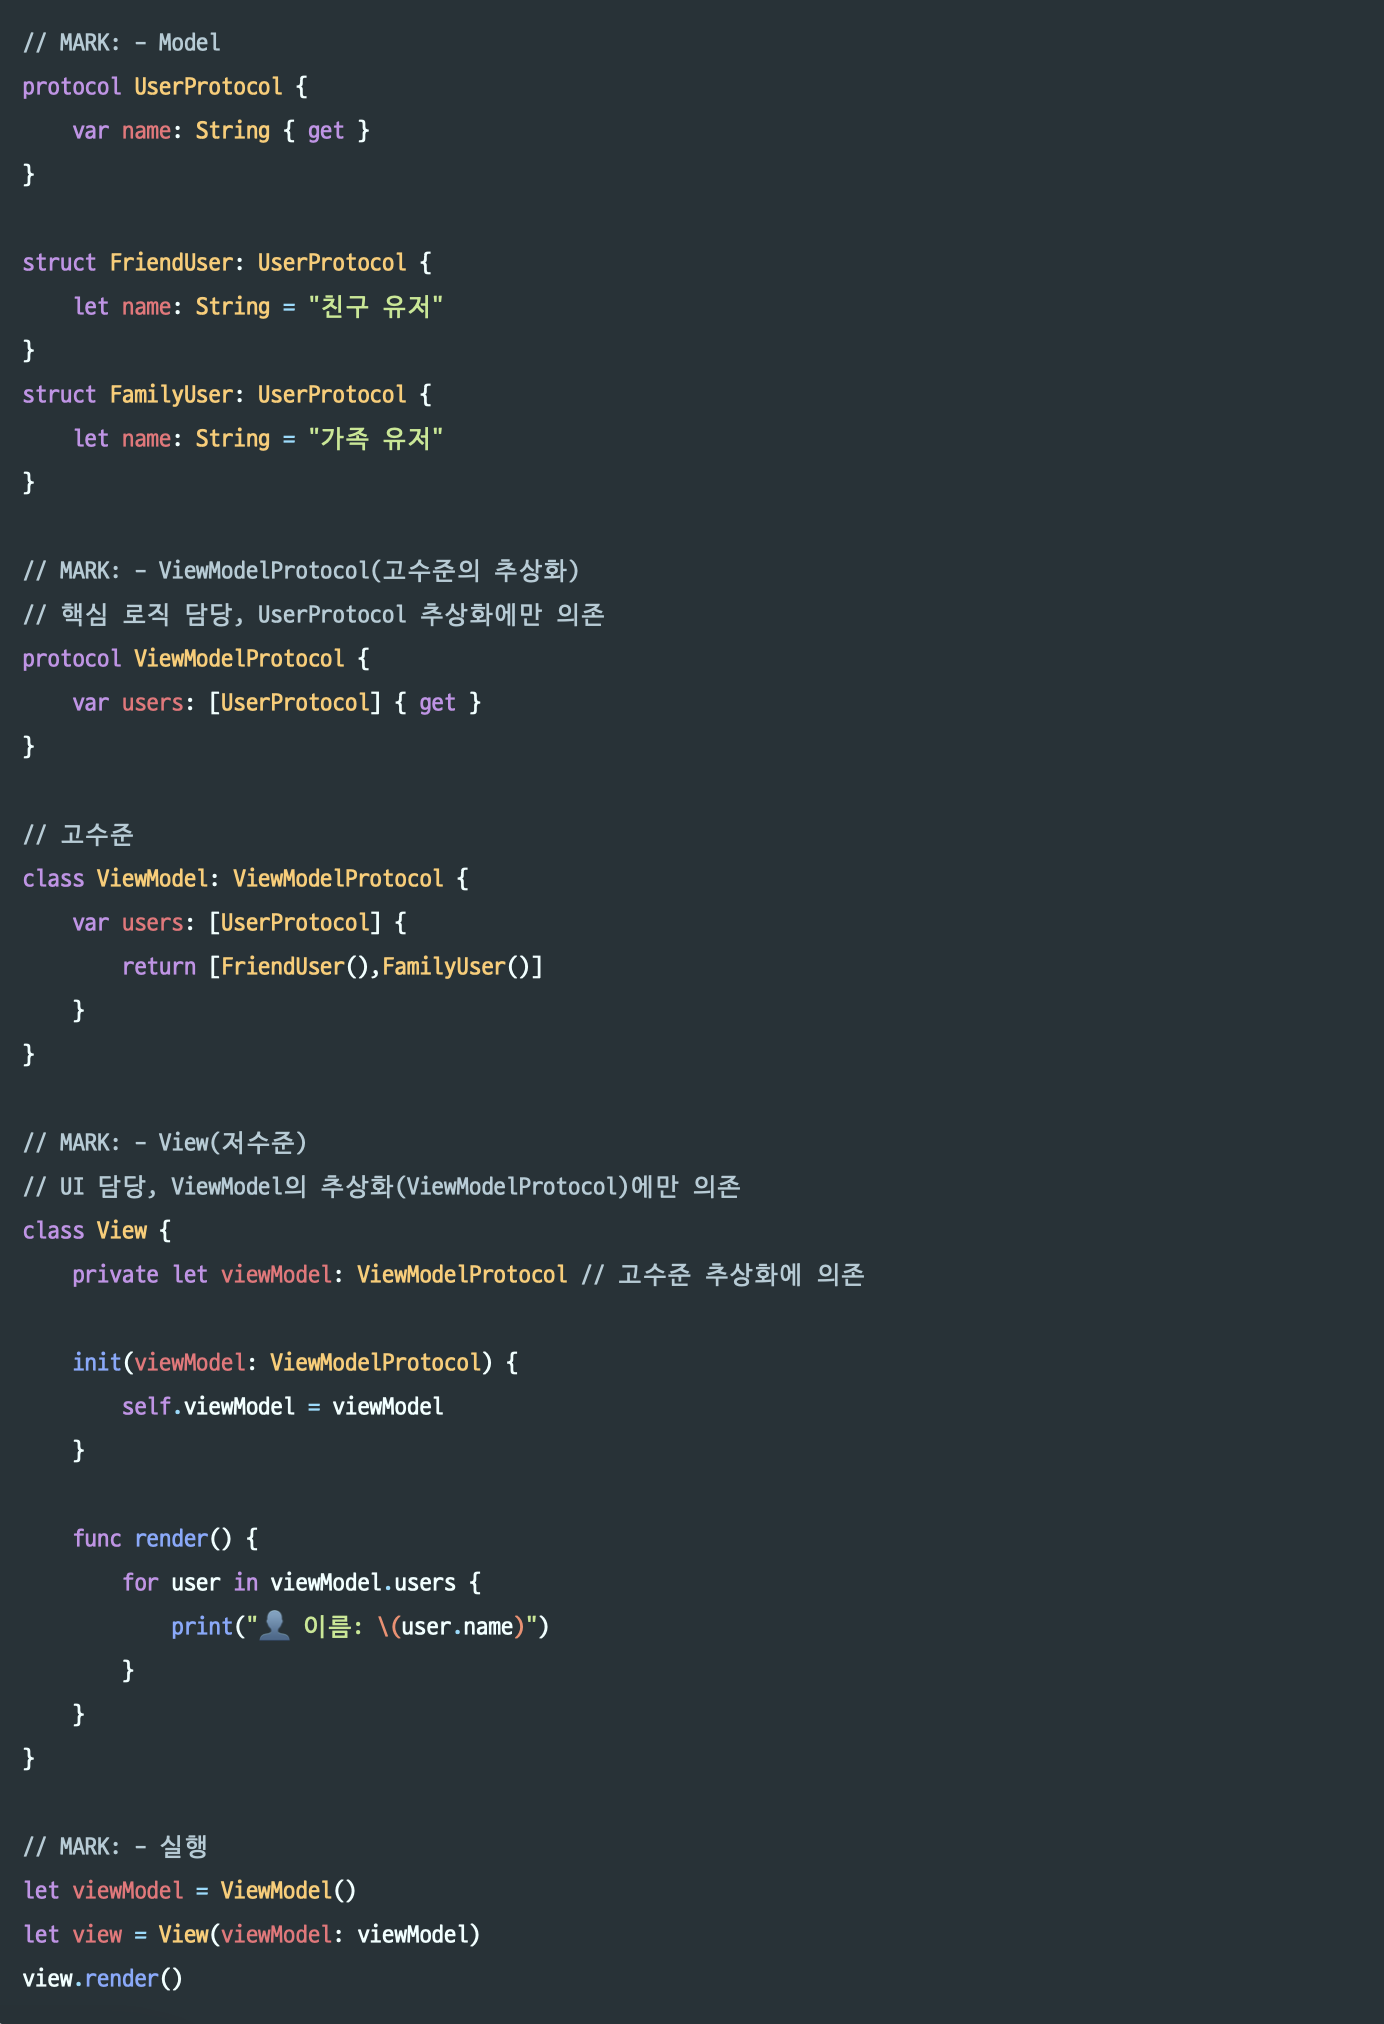 // MARK: - Model
protocol UserProtocol {
    var name: String { get }
}

struct FriendUser: UserProtocol {
    let name: String = "친구 유저"
}
struct FamilyUser: UserProtocol {
    let name: String = "가족 유저"
}

// MARK: - ViewModelProtocol(고수준의 추상화)
// 핵심 로직 담당, UserProtocol 추상화에만 의존
protocol ViewModelProtocol {
    var users: [UserProtocol] { get }
}

// 고수준
class ViewModel: ViewModelProtocol {
    var users: [UserProtocol] {
        return [FriendUser(),FamilyUser()]
    }
}

// MARK: - View(저수준)
// UI 담당, ViewModel의 추상화(ViewModelProtocol)에만 의존
class View {
    private let viewModel: ViewModelProtocol // 고수준 추상화에 의존

    init(viewModel: ViewModelProtocol) {
        self.viewModel = viewModel
    }

    func render() {
        for user in viewModel.users {
            print("👤 이름: \(user.name)")
        }
    }
}

// MARK: - 실행
let viewModel = ViewModel()
let view = View(viewModel: viewModel)
view.render()